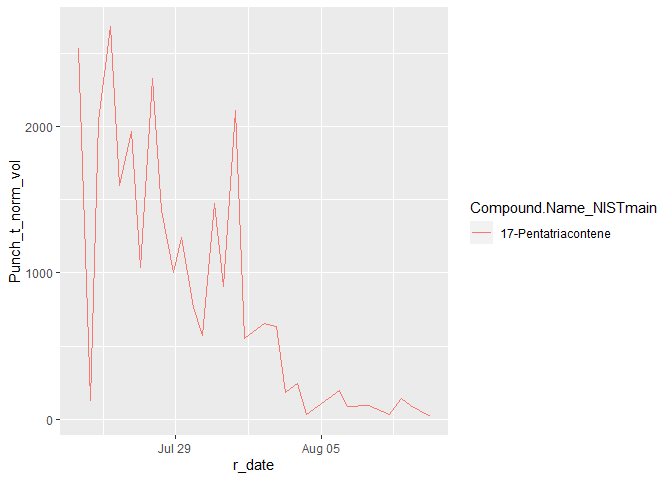 Punch_t_norm_vol
2000
1000
0
Jul 29
Aug 05
r_date
Compound.Name_NISTmain
17-Pentatriacontene